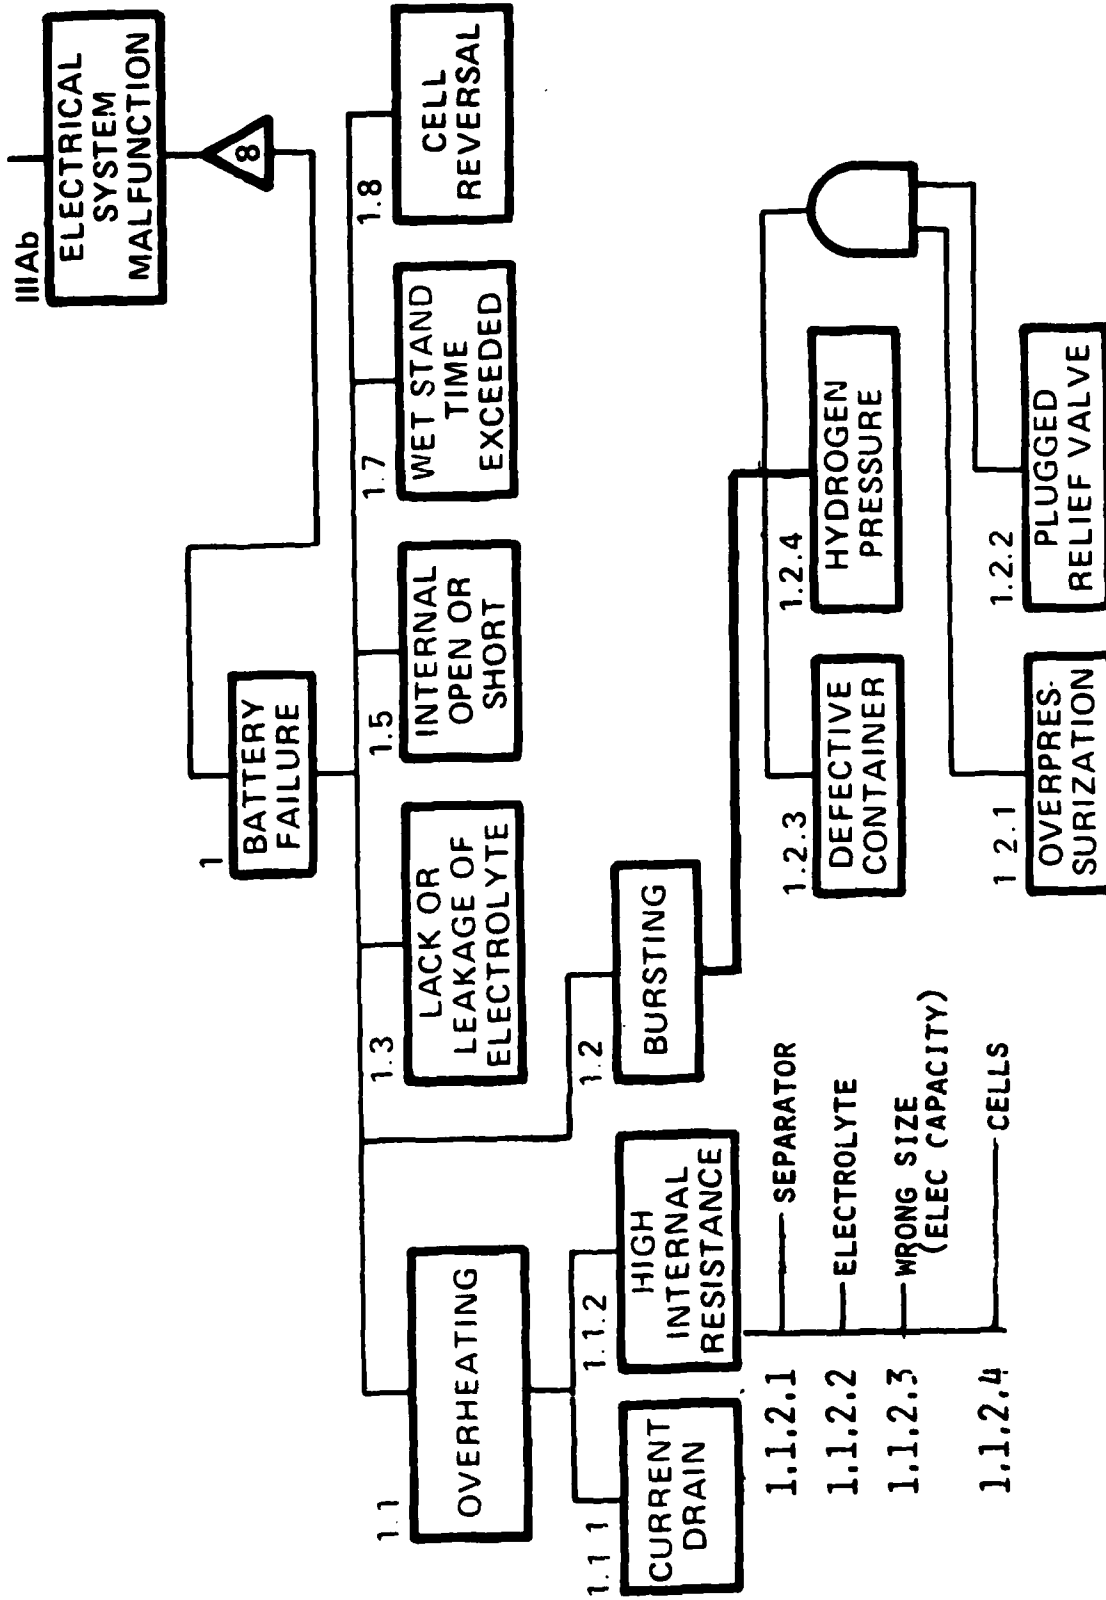 IIIAb
ELECTRICAL
SYSTEM
MALFUNCTION
8
1
BATTERY
FAILURE
1.1
OVERHEATING
1.3
LACK OR
LEAKAGE OF
ELECTROLYTE
1.5
INTERNAL
OPEN OR
SHORT
1.7
WET STAND
TIME
EXCEEDED
1.8
CELL
REVERSAL
1.1 1
CURRENT
DRAIN
1.1.2
HIGH
INTERNAL
RESISTANCE
1.2
BURSTING
1.1.2.1 SEPARATOR
1.1.2.2 ELECTROLYTE
1.1.2.3 WRONG SIZE
(ELEC CAPACITY)
1.1.2.4 CELLS
1.2.3
DEFECTIVE
CONTAINER
1.2.4
HYDROGEN
PRESSURE
1 2.1
OVERPRES-
SURIZATION
1.2.2
PLUGGED
RELIEF VALVE